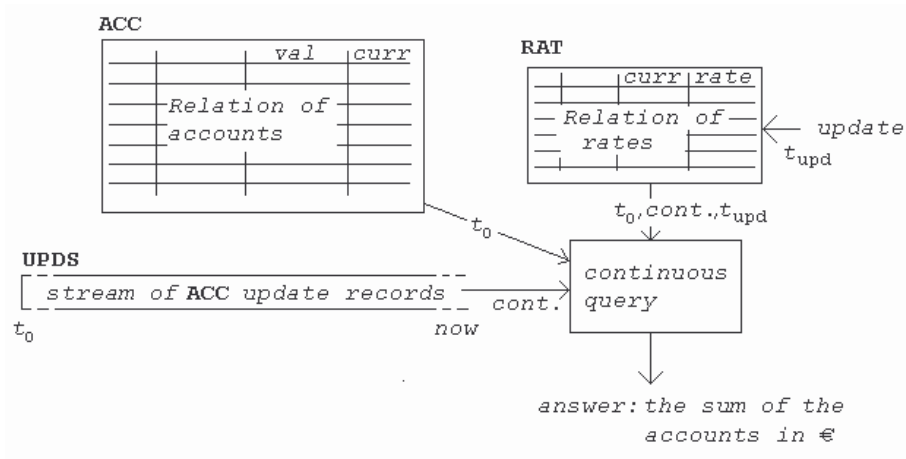 ACC
val curr
Relation of
accounts
RAT
curr rate
Relation of
rates
update
t_upd
t_0
t_0,cont.,t_upd
UPDS
stream of ACC update records
cont.
t_0
now
continuous
query
answer: the sum of the
accounts in €